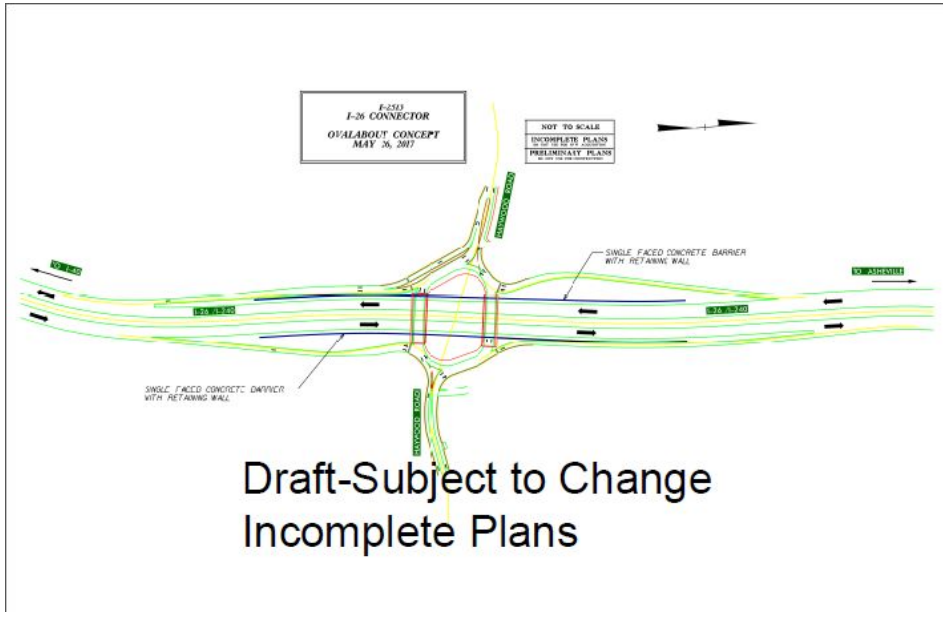 I-2513
I-26 CONNECTOR
OVALABOUT CONCEPT
MAY 26, 2017
NOT TO SCALE
INCOMPLETE PLANS
PRELIMINARY PLANS
HAYWOOD ROAD
SINGLE FACED CONCRETE BARRIER
WITH RETAINING WALL
TO I-40
TO ASHEVILLE
I-26 /I-240
I-26 /I-240
SINGLE FACED CONCRETE BARRIER
WITH RETAINING WALL
HAYWOOD ROAD
Draft-Subject to Change
Incomplete Plans